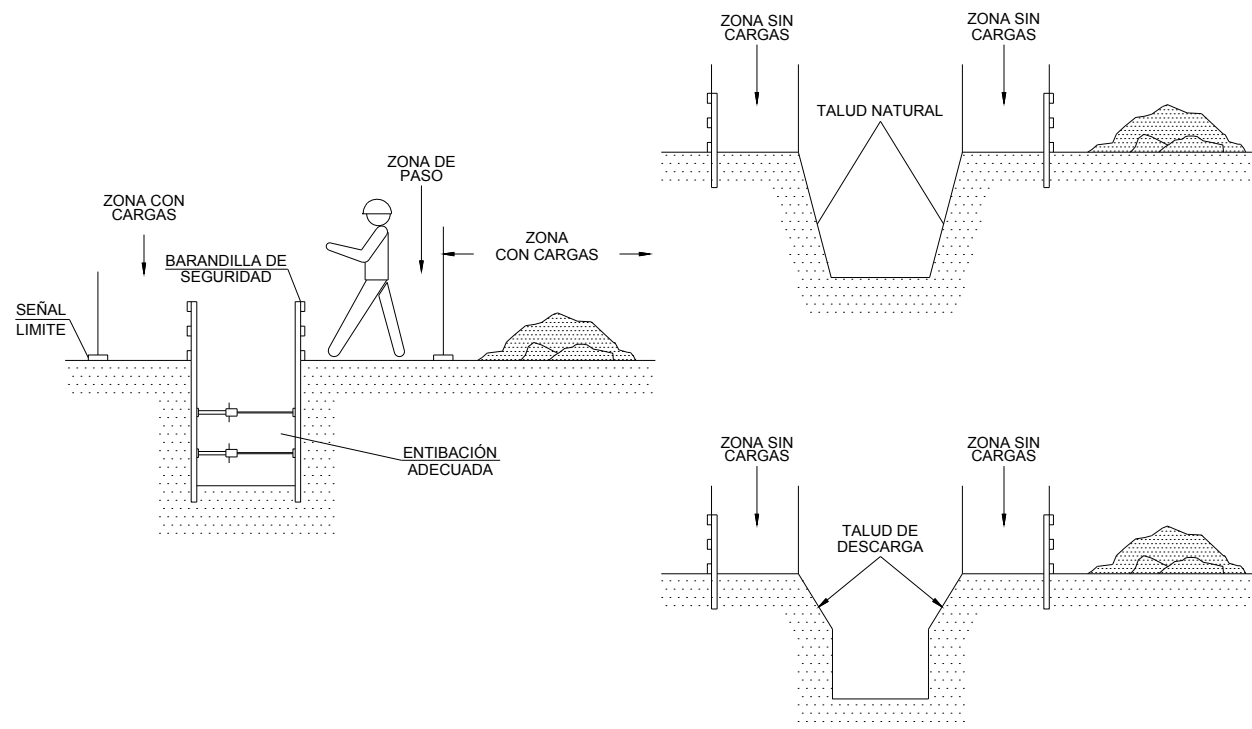 ZONA SIN
CARGAS
ZONA SIN
CARGAS
TALUD NATURAL
ZONA DE
PASO
ZONA CON
CARGAS
ZONA
CON CARGAS
BARANDILLA DE
SEGURIDAD
SEÑAL
LIMITE
ENTIBACIÓN
ADECUADA
ZONA SIN
CARGAS
ZONA SIN
CARGAS
TALUD DE
DESCARGA